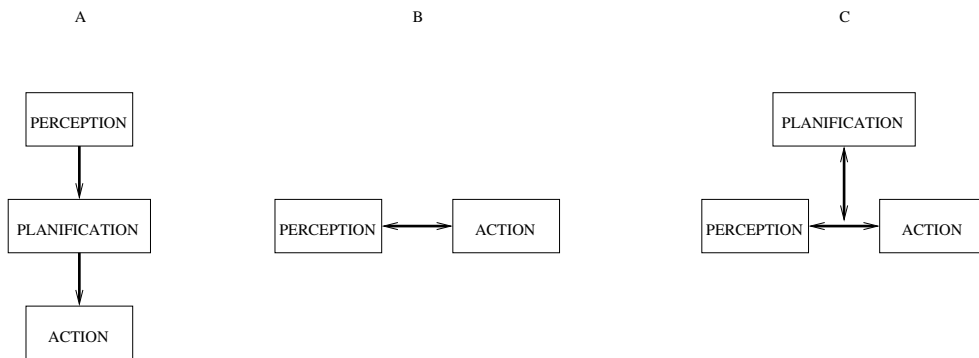 A
B
C
PERCEPTION
PLANIFICATION
ACTION
PERCEPTION
ACTION
PLANIFICATION
PERCEPTION
ACTION